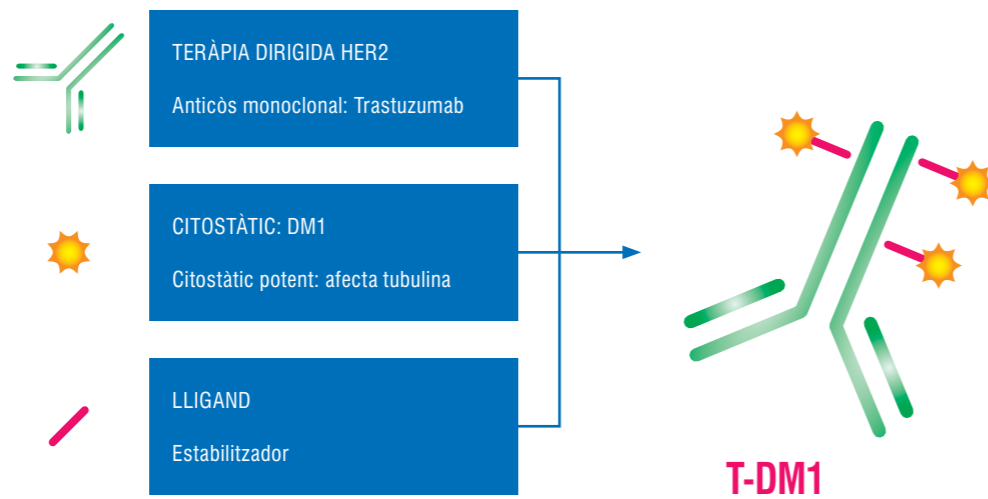 TERÀPIA DIRIGIDA HER2
Anticòs monoclonal: Trastuzumab
CITOSTÀTIC: DM1
Citostàtic potent: afecta tubulina
LLIGAND
Estabilitzador
T-DM1